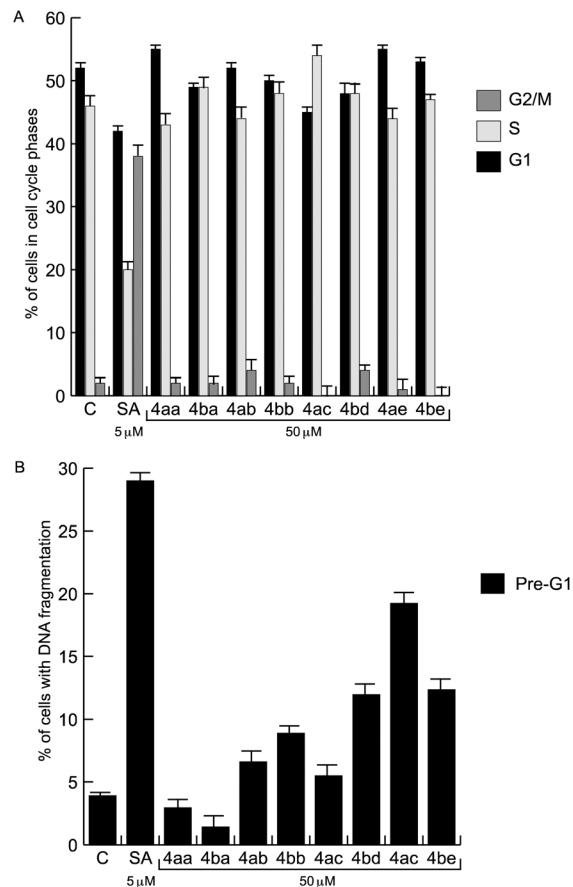 A
60
50
40
30
20
10
0
% of cells in cell cycle phases
G2/M
S
G1
C SA 4aa 4ba 4ab 4bb 4ac 4bd 4ae 4be
5 μM 50 μM
B
30
25
20
15
10
5
0
% of cells with DNA fragmentation
Pre-G1
C SA 4aa 4ba 4ab 4bb 4ac 4bd 4ac 4be
5 μM 50 μM